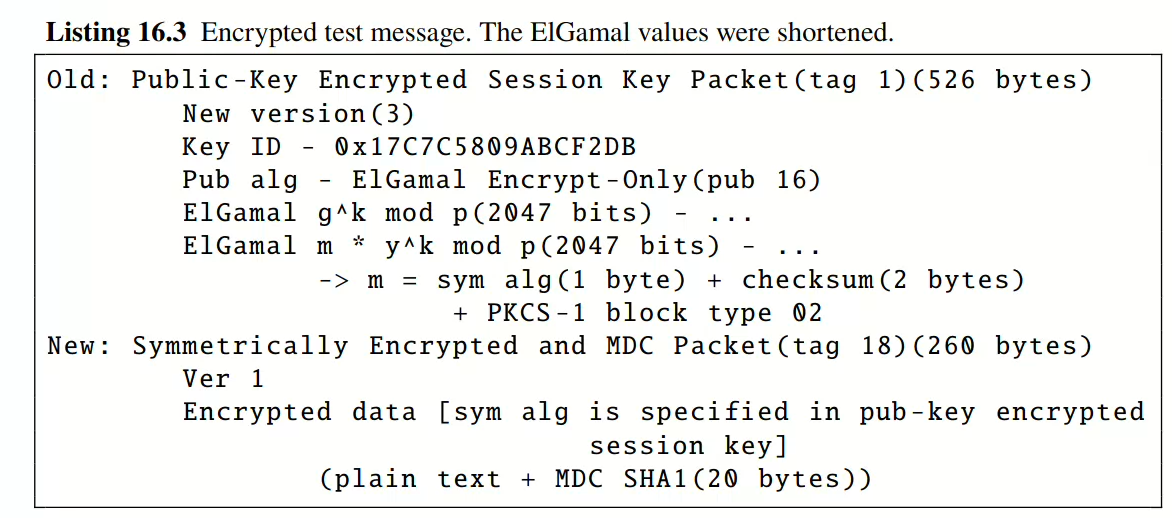 Listing 16.3 Encrypted test message. The ElGamal values were shortened.
Old: Public-Key Encrypted Session Key Packet(tag 1)(526 bytes)
New version(3)
Key ID - 0x17C7C5809ABCF2DB
Pub alg - ElGamal Encrypt-Only(pub 16)
ElGamal g^k mod p(2047 bits) - ...
ElGamal m * y^k mod p(2047 bits) - ...
-> m = sym alg(1 byte) + checksum(2 bytes)
+ PKCS-1 block type 02
New: Symmetrically Encrypted and MDC Packet(tag 18)(260 bytes)
Ver 1
Encrypted data [sym alg is specified in pub-key encrypted
session key]
(plain text + MDC SHA1(20 bytes))